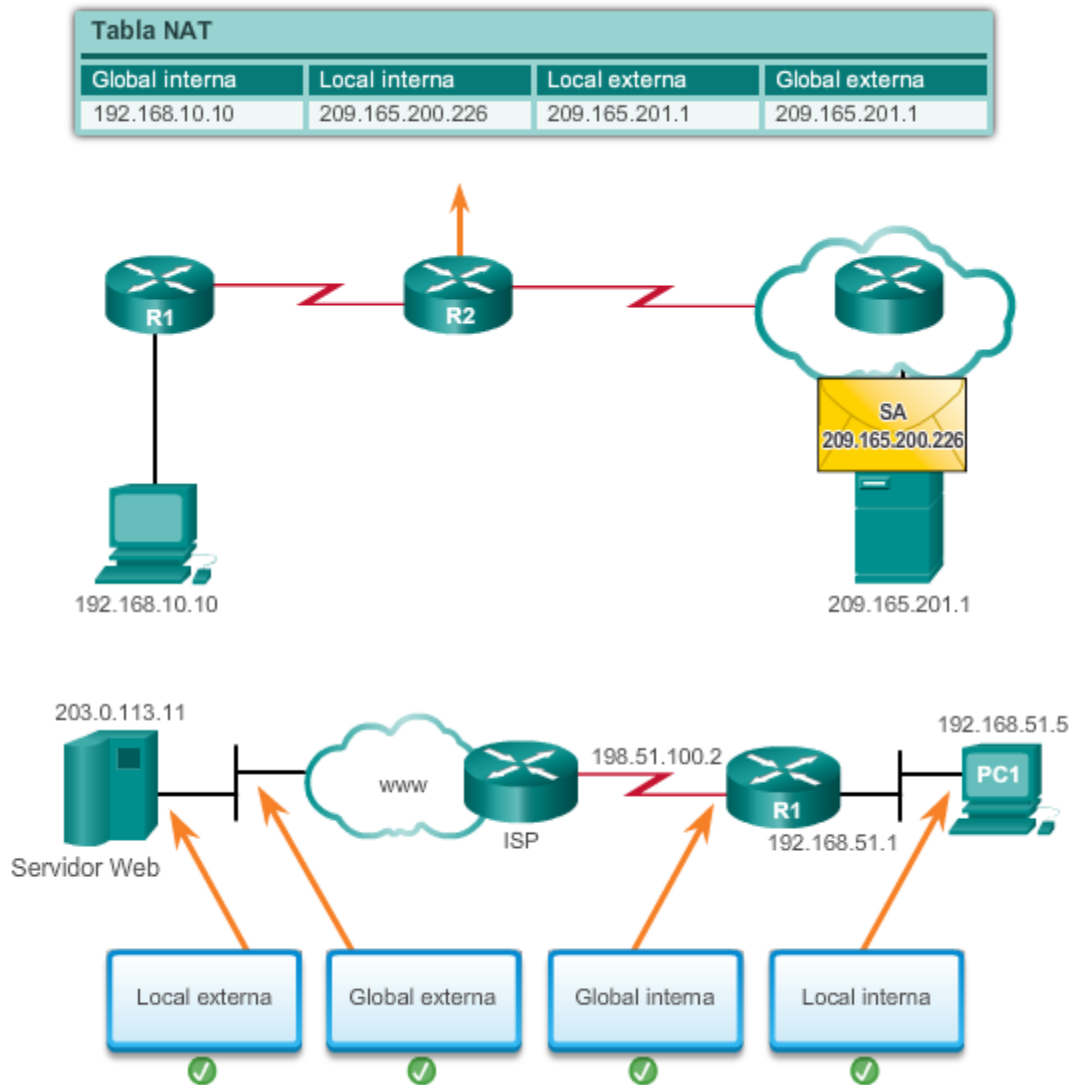 Tabla NAT
Global interna Local interna Local externa Global externa
192.168.10.10 209.165.200.226 209.165.201.1 209.165.201.1
R1
R2
SA
209.165.200.226
192.168.10.10
209.165.201.1
203.0.113.11
192.168.51.5
198.51.100.2
www
PC1
R1
ISP
192.168.51.1
Servidor Web
Local externa
Global externa
Global interna
Local interna